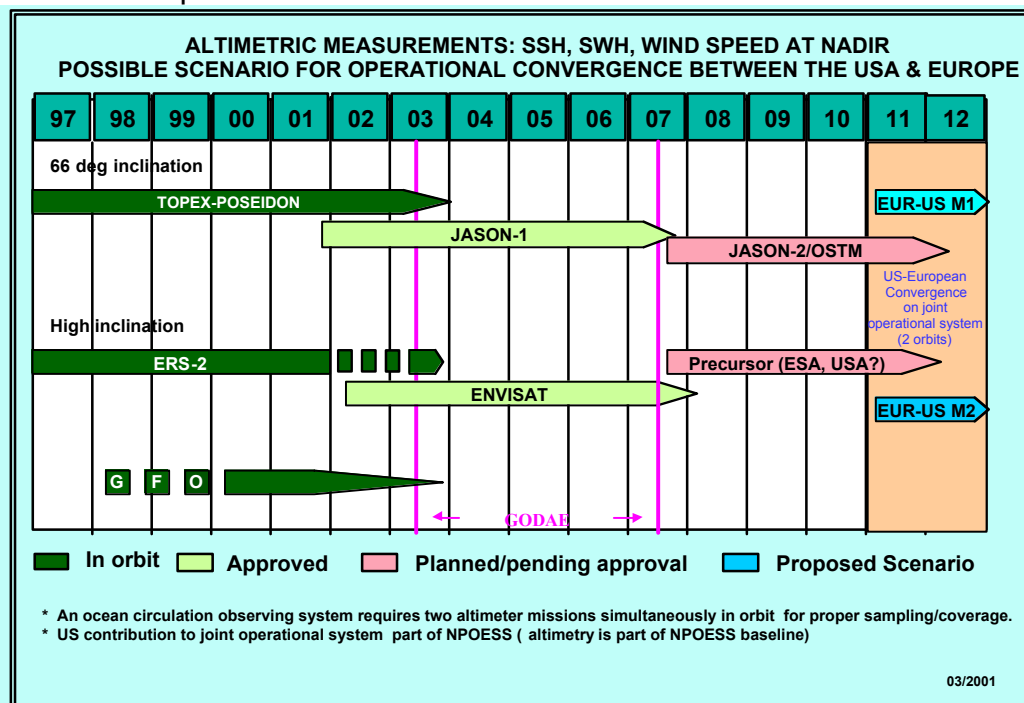 ALTIMETRIC MEASUREMENTS: SSH, SWH, WIND SPEED AT NADIR
POSSIBLE SCENARIO FOR OPERATIONAL CONVERGENCE BETWEEN THE USA & EUROPE
97 98 99 00 01 02 03 04 05 06 07 08 09 10 11 12
66 deg inclination
TOPEX-POSEIDON
EUR-US M1
JASON-1
JASON-2/OSTM
US-European
Convergence
on joint
operational system
(2 orbits)
High inclination
ERS-2
Precursor (ESA, USA?)
ENVISAT
EUR-US M2
G F O
GODAE
In orbit
Approved
Planned/pending approval
Proposed Scenario
* An ocean circulation observing system requires two altimeter missions simultaneously in orbit for proper sampling/coverage.
* US contribution to joint operational system part of NPOESS ( altimetry is part of NPOESS baseline)
03/2001